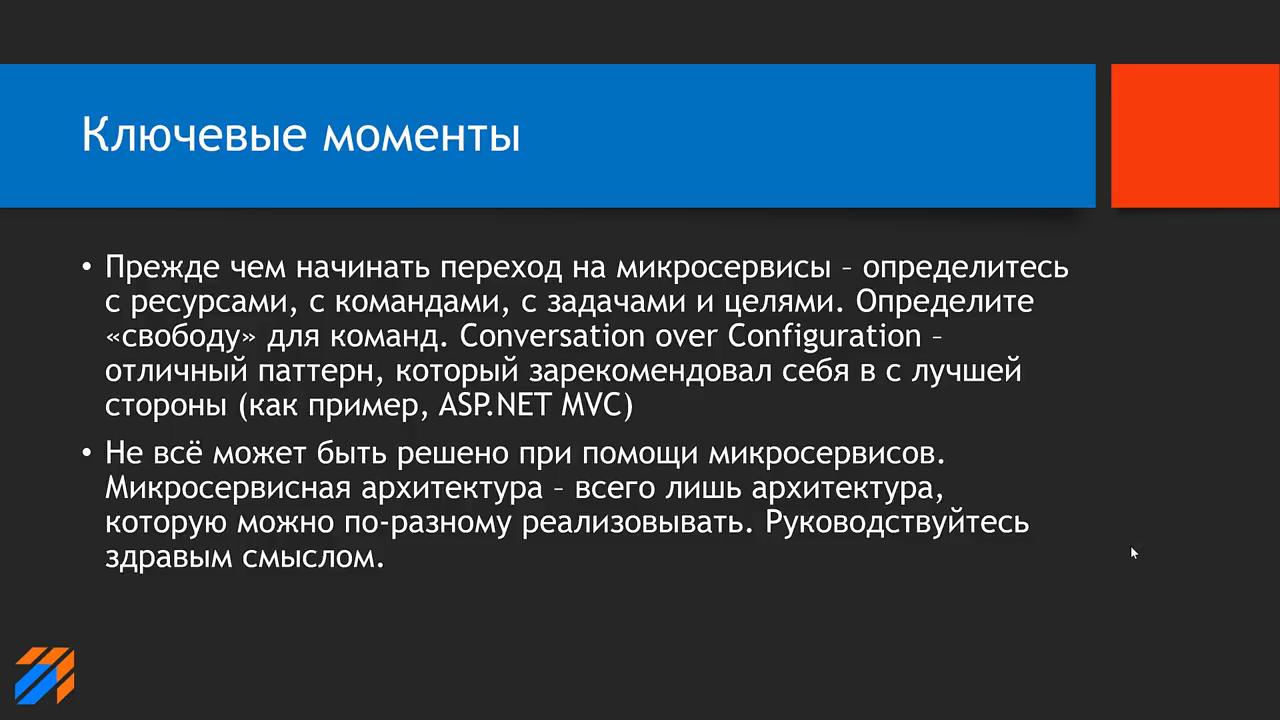 Ключевые моменты
• Прежде чем начинать переход на микросервисы – определитесь
с ресурсами, с командами, с задачами и целями. Определите
«свободу» для команд. Conversation over Configuration –
отличный паттерн, который зарекомендовал себя в с лучшей
стороны (как пример, ASP.NET MVC)
• Не всё может быть решено при помощи микросервисов.
Микросервисная архитектура – всего лишь архитектура,
которую можно по-разному реализовывать. Руководствуйтесь
здравым смыслом.